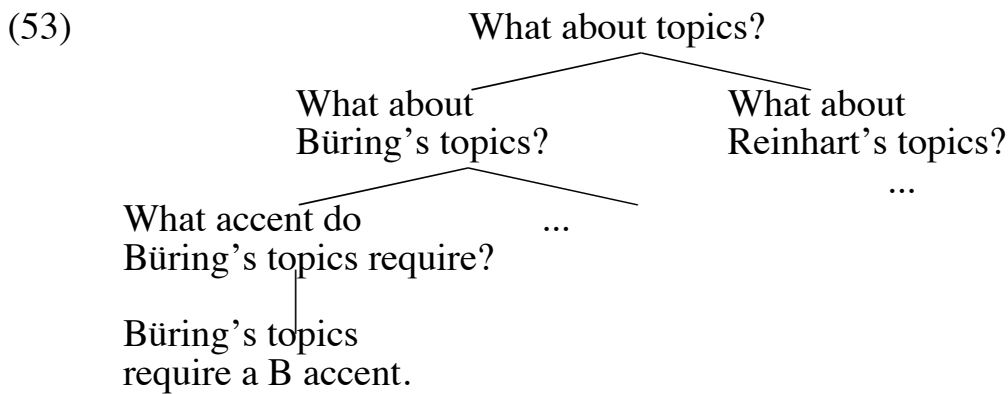 (53) What about topics?
What about What about
Büring’s topics? Reinhart’s topics?
...
What accent do ...
Büring’s topics require?
Büring’s topics
require a B accent.